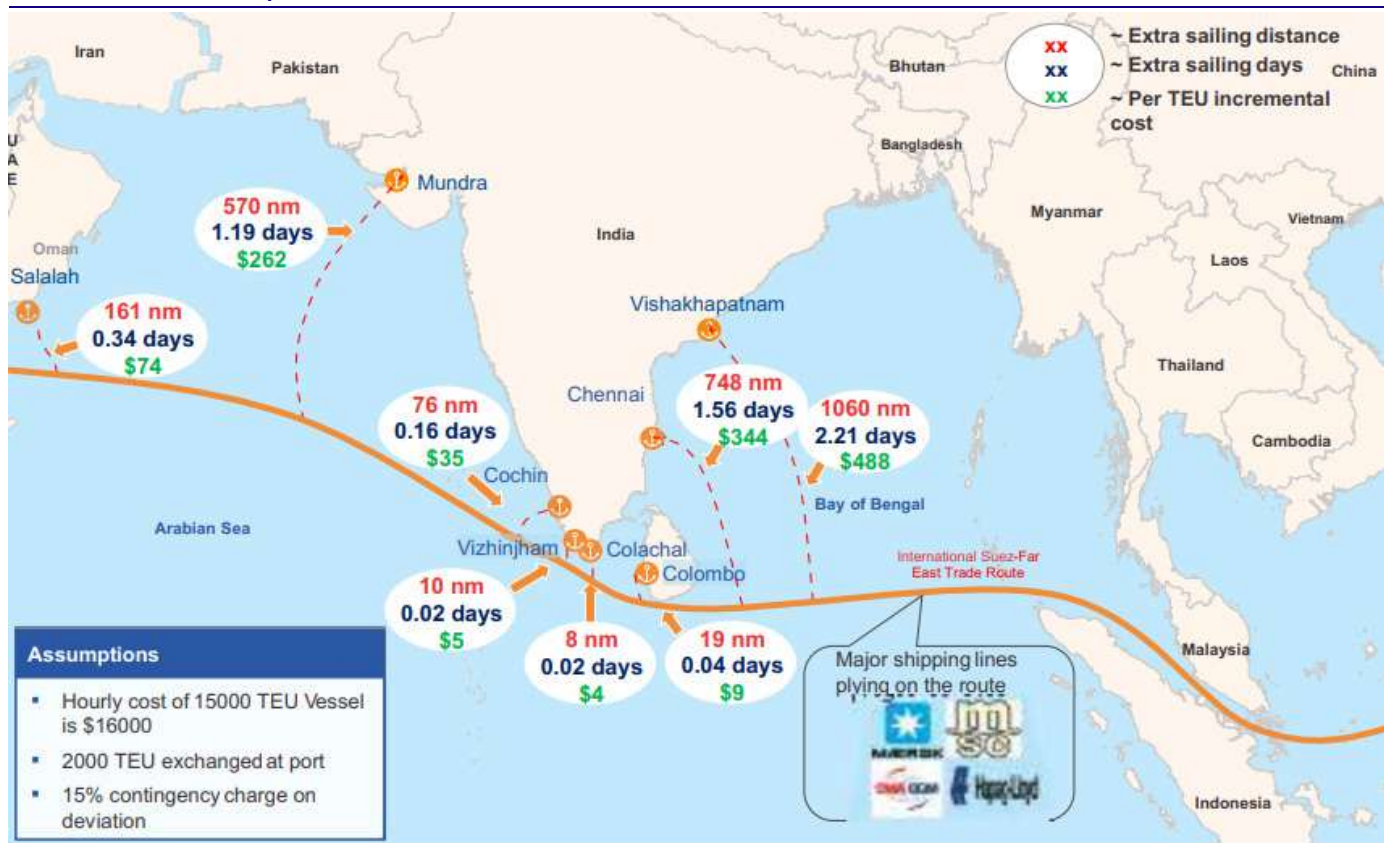 Iran
Pakistan
Bhutan
China
Bangladesh
Myanmar
Vietnam
Laos
India
U
A
E
Oman
Salalah
Mundra
Thailand
Cambodia
Malaysia
Indonesia
xx
~ Extra sailing distance
xx
~ Extra sailing days
xx
~ Per TEU incremental
cost
570 nm
1.19 days
$262
161 nm
0.34 days
$74
Vishakhapatnam
Chennai
748 nm
1.56 days
$344
1060 nm
2.21 days
$488
76 nm
0.16 days
$35
Cochin
Bay of Bengal
Arabian Sea
Vizhinjham
Colachal
Colombo
International Suez-Far
East Trade Route
10 nm
0.02 days
$5
8 nm
0.02 days
$4
19 nm
0.04 days
$9
Major shipping lines
plying on the route
MAERSK
msc
CMA CGM
Hapag-Lloyd
Assumptions
▪ Hourly cost of 15000 TEU Vessel
is $16000
▪ 2000 TEU exchanged at port
▪ 15% contingency charge on
deviation